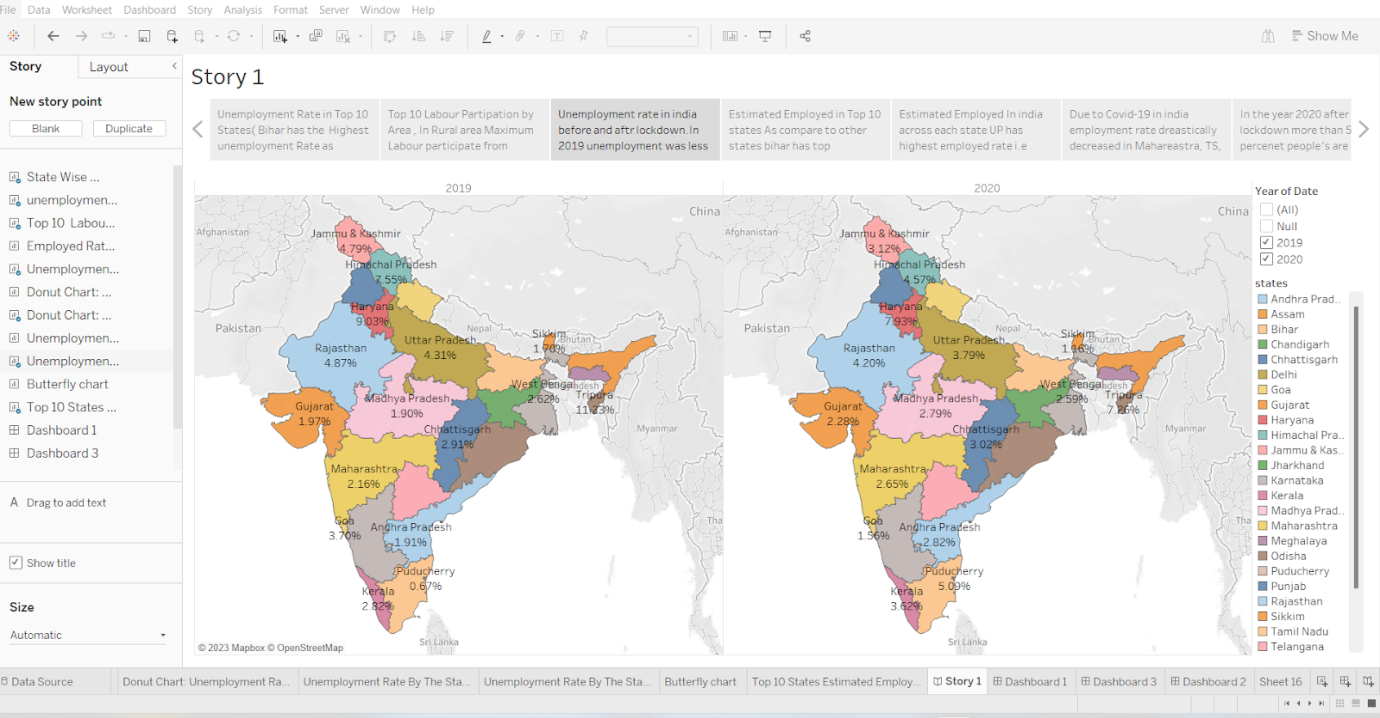 File Data Worksheet Dashboard Story Analysis Format Server Window Help
Show Me
Story Layout
New story point
Blank Duplicate
State Wise ...
unemploymen...
Top 10 Labou...
Employed Rat...
Unemploymen...
Donut Chart: ...
Donut Chart: ...
Unemploymen...
Unemploymen...
Butterfly chart
Top 10 States ...
Dashboard 1
Dashboard 3
A Drag to add text
Show title
Size
Automatic
Story 1
Unemployment Rate in Top 10
States( Bihar has the Highest
unemployment Rate as
Top 10 Labour Partipation by
Area , In Rural area Maximum
Labour participate from
Unemployment rate in india
before and aftr lockdown.In
2019 unemployment was less
Estimated Employed in Top 10
states As compare to other
states bihar has top
Estimated Employed In india
across each state UP has
highest employed rate i.e
Due to Covid-19 in india
employment rate dreastically
decreased in Mahareastra, TS,
In the year 2020 after
lockdown more than 5
percenet people's are
2019
China
Afghanistan
Jammu & Kashmir
4.79%
Himachal Pradesh
7.55%
Haryana
9.03%
Pakistan
Nepal
Uttar Pradesh
4.31%
Sikkim
1.76%
Bhutan
Rajasthan
4.87%
West Bengal
2.62%
Tripura
11.23%
Madhya Pradesh
1.90%
Gujarat
1.97%
Chhattisgarh
2.91%
Myanmar
Maharashtra
2.16%
Goa
3.70%
Andhra Pradesh
1.91%
Tha
Puducherry
0.67%
Kerala
2.82%
Sri Lanka
© 2023 Mapbox © OpenStreetMap
2020
China
Afghanistan
Jammu & Kashmir
3.12%
Himachal Pradesh
4.57%
Haryana
7.93%
Pakistan
Nepal
Uttar Pradesh
3.79%
Sikkim
Bhutan
Rajasthan
4.20%
West Bengal
2.59%
Tripura
Madhya Pradesh
2.79%
Gujarat
2.28%
Chhattisgarh
3.02%
Myanmar
Maharashtra
2.65%
Goa
1.56%
Andhra Pradesh
2.82%
Tha
Puducherry
5.09%
Kerala
3.62%
Sri Lanka
Year of Date
(All)
Null
2019
2020
states
Andhra Prad..
Assam
Bihar
Chandigarh
Chhattisgarh
Delhi
Goa
Gujarat
Haryana
Himachal Pra..
Jammu & Kas..
Jharkhand
Karnataka
Kerala
Madhya Prad..
Maharashtra
Meghalaya
Odisha
Puducherry
Punjab
Rajasthan
Sikkim
Tamil Nadu
Telangana
Data Source Donut Chart: Unemployment Ra... Unemployment Rate By The Sta... Unemployment Rate By The Sta... Butterfly chart Top 10 States Estimated Employ... Story 1 Dashboard 1 Dashboard 3 Dashboard 2 Sheet 16